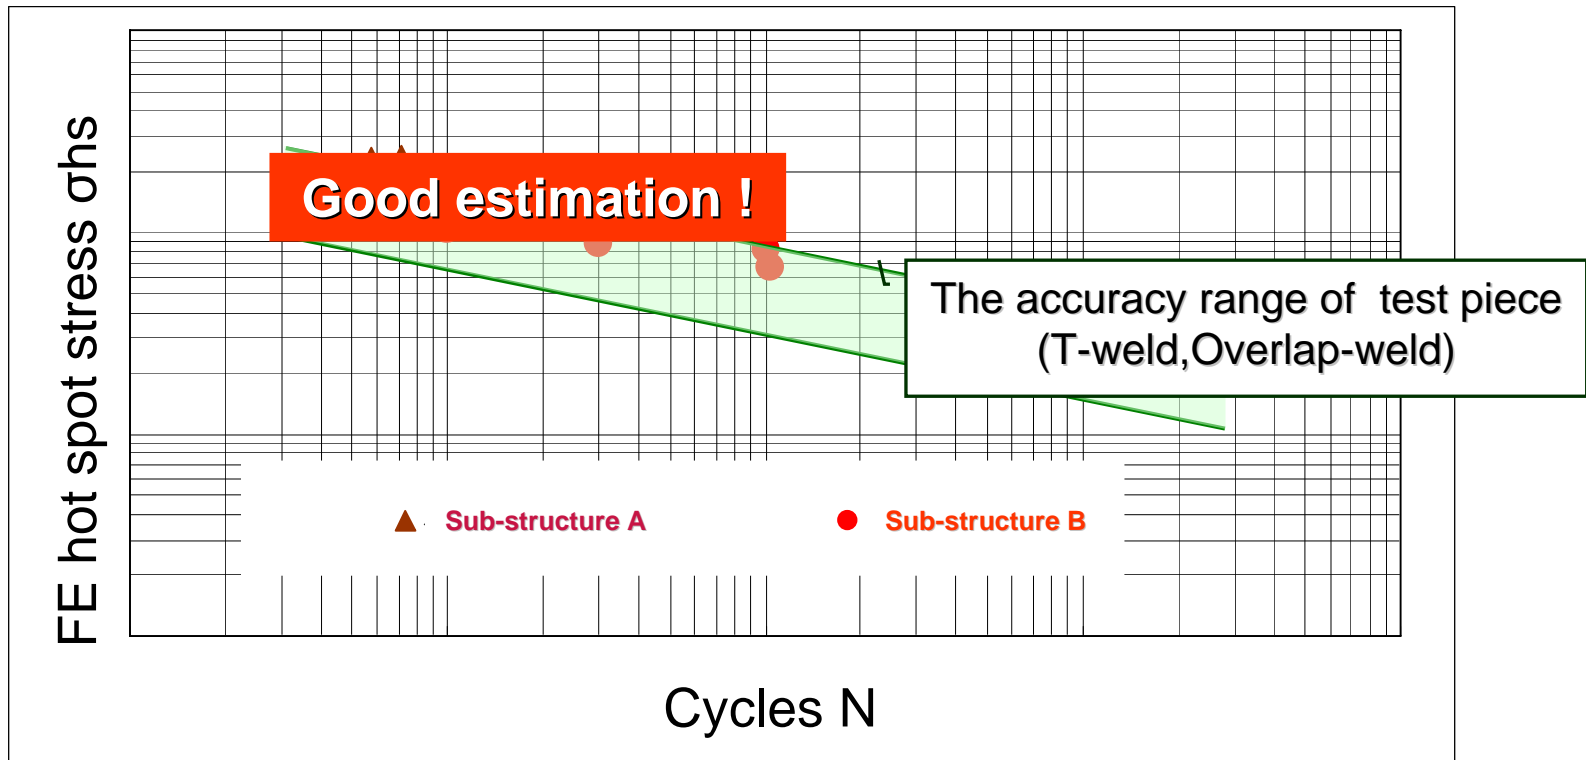 FE hot spot stress σhs
Good estimation !
The accuracy range of test piece
(T-weld,Overlap-weld)
Sub-structure A
Sub-structure B
Cycles N